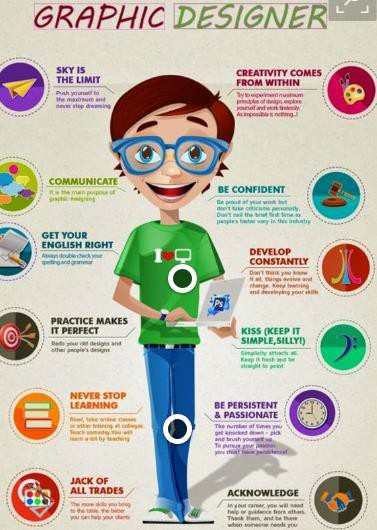 GRAPHIC DESIGNER
SKY IS
THE LIMIT
Push yourself to
the maximum and
never stop dreaming
CREATIVITY COMES
FROM WITHIN
Try to experiment maximum
principles of design, explore
yourself and work tirelessly.
As impossible is nothing..!
COMMUNICATE
It is the main purpose of
graphic designing
BE CONFIDENT
Be proud of your work but
don't take criticisms personally.
Don't nail the brief first time as
people's tastes vary in this industry
GET YOUR
ENGLISH RIGHT
Always double check your
spelling and grammar
I
Ps
DEVELOP
CONSTANTLY
Don't think you know
it all, things evolve and
change. Keep learning
and developing your skills
PRACTICE MAKES
IT PERFECT
Redo your old designs and
other people's designs
KISS (KEEP IT
SIMPLE,SILLY!)
Simplicity attracts all.
Keep it fresh and be
straight to point
NEVER STOP
LEARNING
Read, take online classes
or other training at colleges.
Teach someday. You will
learn a lot by teaching
BE PERSISTENT
& PASSIONATE
The number of times you
get knocked down - pick
and brush yourself up.
To pursue your passion
you must have persistence!
JACK OF
ALL TRADES
The more skills you bring
to the table, the better
you can help your clients
ACKNOWLEDGE
In your career, you will need
help or guidance from others.
Thank them, and be there
when someone needs you